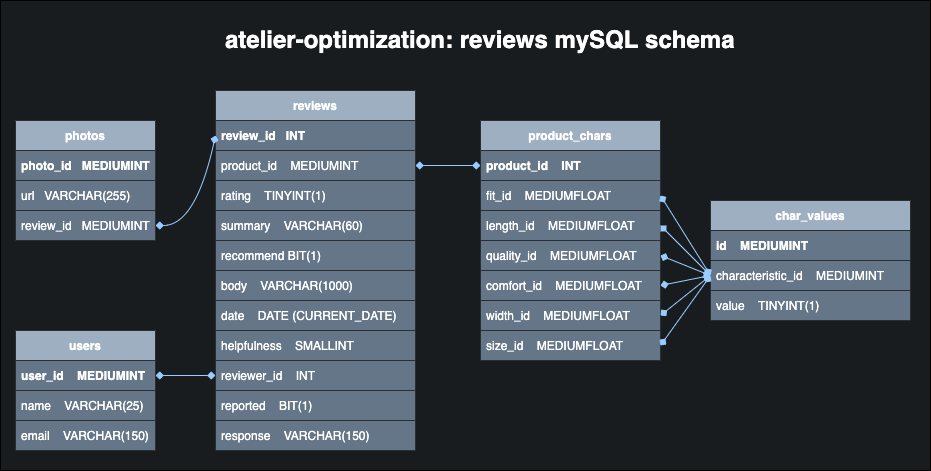 atelier-optimization: reviews mySQL schema
photos
photo_id MEDIUMINT
url VARCHAR(255)
review_id MEDIUMINT
users
user_id MEDIUMINT
name VARCHAR(25)
email VARCHAR(150)
reviews
review_id INT
product_id MEDIUMINT
rating TINYINT(1)
summary VARCHAR(60)
recommend BIT(1)
body VARCHAR(1000)
date DATE (CURRENT_DATE)
helpfulness SMALLINT
reviewer_id INT
reported BIT(1)
response VARCHAR(150)
product_chars
product_id INT
fit_id MEDIUMFLOAT
length_id MEDIUMFLOAT
quality_id MEDIUMFLOAT
comfort_id MEDIUMFLOAT
width_id MEDIUMFLOAT
size_id MEDIUMFLOAT
char_values
id MEDIUMINT
characteristic_id MEDIUMINT
value TINYINT(1)